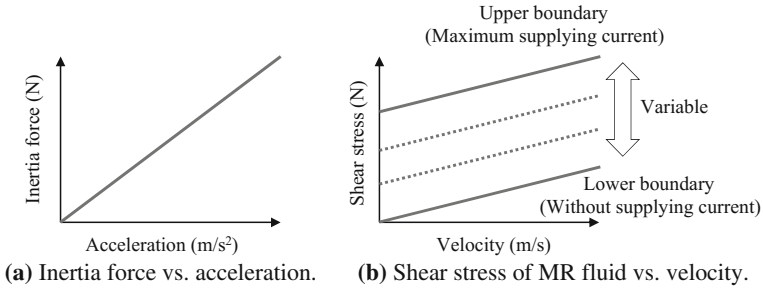 Inertia force (N)
Acceleration (m/s²)
(a) Inertia force vs. acceleration.
Upper boundary
(Maximum supplying current)
Shear stress (N)
Variable
Lower boundary
(Without supplying current)
Velocity (m/s)
(b) Shear stress of MR fluid vs. velocity.